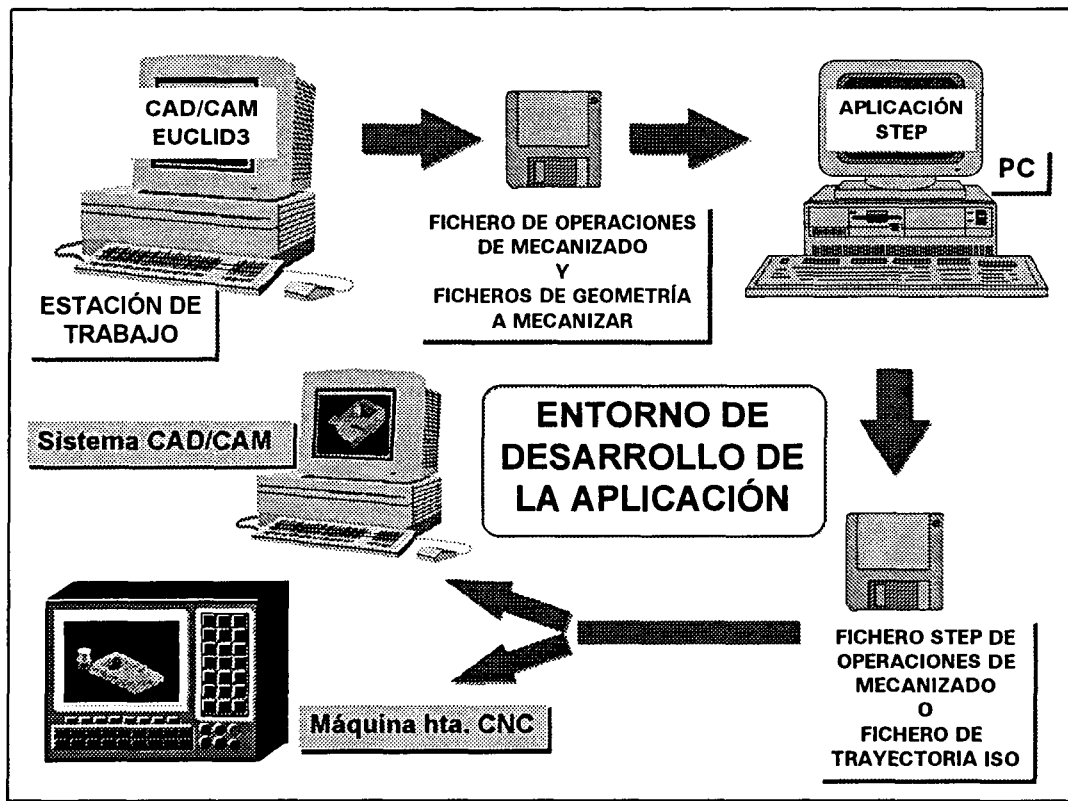 CAD/CAM
EUCLID3
ESTACIÓN DE
TRABAJO
FICHERO DE OPERACIONES
DE MECANIZADO
Y
FICHEROS DE GEOMETRÍA
A MECANIZAR
APLICACIÓN
STEP
PC
Sistema CAD/CAM
ENTORNO DE
DESARROLLO DE
LA APLICACIÓN
FICHERO STEP DE
OPERACIONES DE
MECANIZADO
O
FICHERO DE
TRAYECTORIA ISO
Máquina hta. CNC